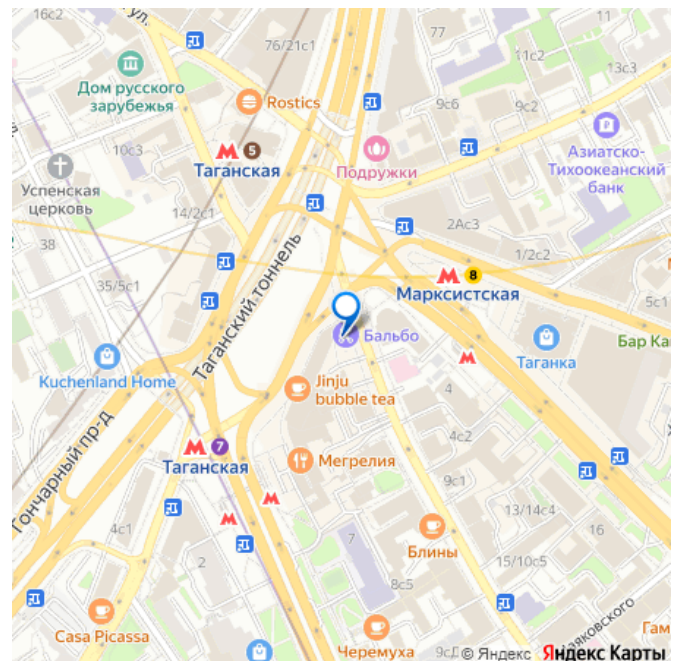 16с2
ул.
76/21с1
77
11с2
13с3
Дом русского
зарубежья
Rostics
9с6
9с2
10с3
5
Таганская
Подружки
Азиатско-
Тихоокеанский
банк
Успенская
церковь
14/2с1
2Ас3
38
1/2с2
35/5с1
Таганский тоннель
8
Марксистская
5с1
Бальбо
Таганка
Бар Ка
Kuchenland Home
Jinju
bubble tea
4
Гончарный пр-д
7
Таганская
Мегрелия
4с2
9с1
13/14с4
4с1
2
7
16
Блины
15/10с5
8с5
Casa Picassa
Черемуха
9с
аяковского
Гам
© Яндекс
Яндекс Карты